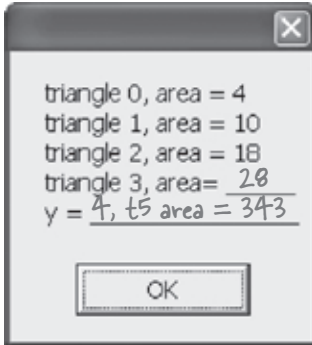 triangle 0, area = 4
triangle 1, area = 10
triangle 2, area = 18
triangle 3, area= 28
y = 4, t5 area = 343
OK